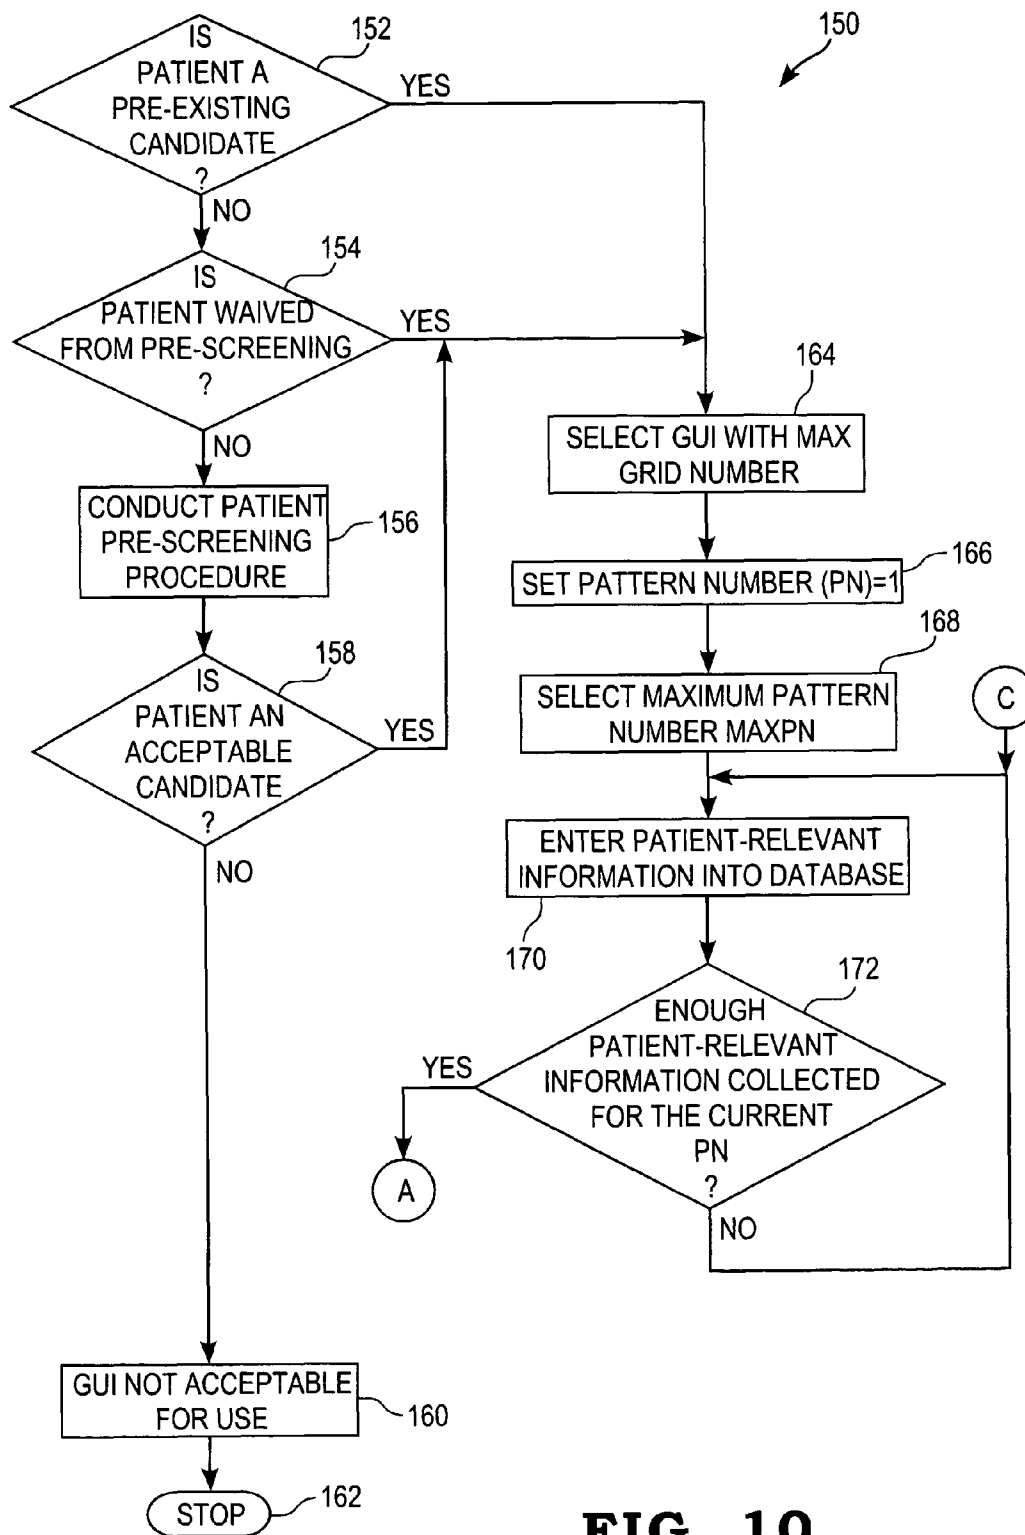 150
152
IS
PATIENT A
PRE-EXISTING
CANDIDATE
?
YES
NO
154
IS
PATIENT WAIVED
FROM PRE-SCREENING
?
YES
NO
CONDUCT PATIENT
PRE-SCREENING
PROCEDURE
156
158
IS
PATIENT AN
ACCEPTABLE
CANDIDATE
?
YES
NO
GUI NOT ACCEPTABLE
FOR USE
160
STOP
162
164
SELECT GUI WITH MAX
GRID NUMBER
166
SET PATTERN NUMBER (PN)=1
168
SELECT MAXIMUM PATTERN
NUMBER MAXPN
C
ENTER PATIENT-RELEVANT
INFORMATION INTO DATABASE
170
172
ENOUGH
PATIENT-RELEVANT
INFORMATION COLLECTED
FOR THE CURRENT
PN
?
YES
A
NO
FIG. 10